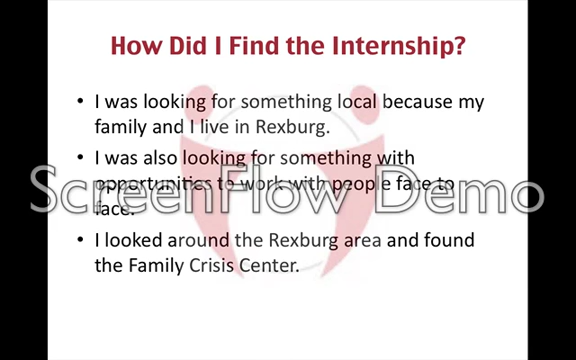 How Did I Find the Internship?
• I was looking for something local because my
family and I live in Rexburg.
• I was also looking for something with
opportunities to work with people face to
face.
ScreenFlow Demo
• I looked around the Rexburg area and found
the Family Crisis Center.